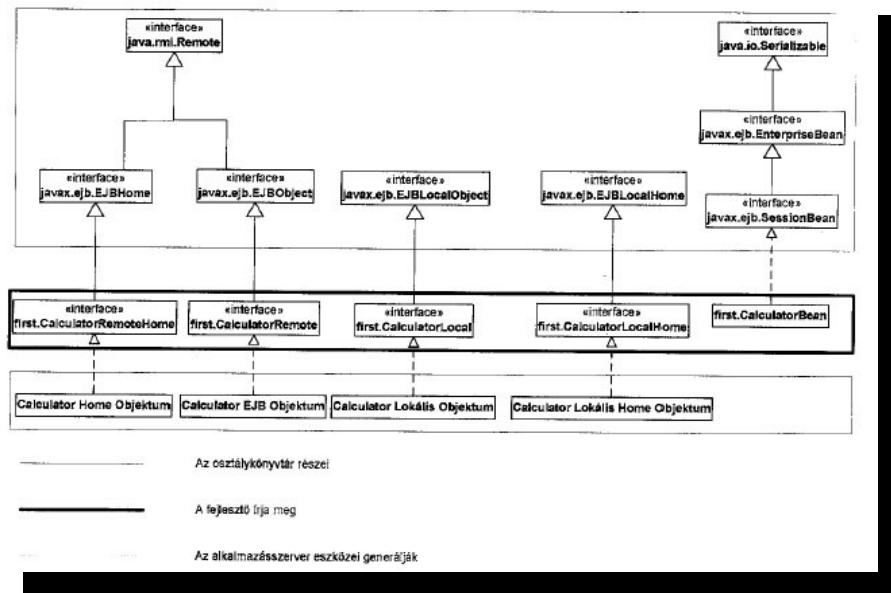 «interface»
java.rmi.Remote
«interface»
java.io.Serializable
«interface»
javax.ejb.EnterpriseBean
«interface»
javax.ejb.EJBHome
«interface»
javax.ejb.EJBObject
«interface»
javax.ejb.EJBLocalObject
«interface»
javax.ejb.EJBLocalHome
«interface»
javax.ejb.SessionBean
«interface»
first.CalculatorRemoteHome
«interface»
first.CalculatorRemote
«interface»
first.CalculatorLocal
«interface»
first.CalculatorLocalHome
first.CalculatorBean
Calculator Home Objektum
Calculator EJB Objektum
Calculator Lokális Objektum
Calculator Lokális Home Objektum
Az osztálykönyvtár részei
A fejlesztő írja meg
Az alkalmazásszerver eszközei generálják